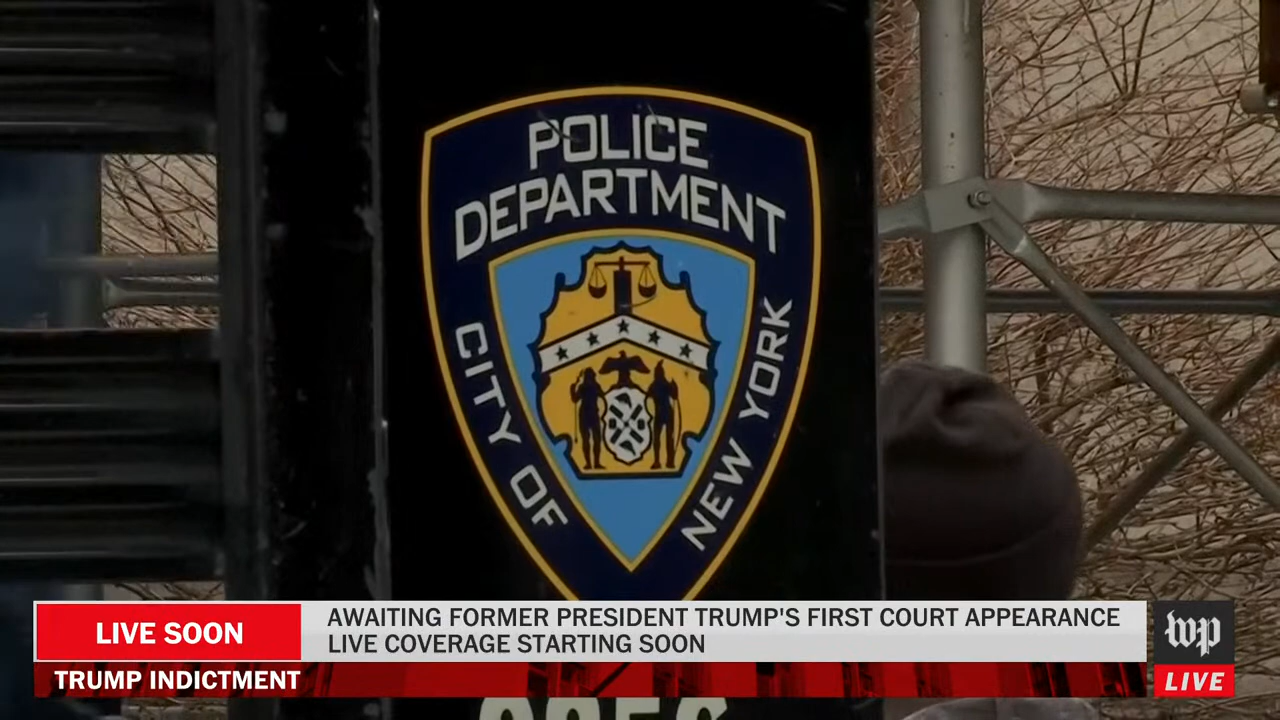 POLICE
DEPARTMENT
CITY OF
NEW YORK
LIVE SOON
AWAITING FORMER PRESIDENT TRUMP'S FIRST COURT APPEARANCE
LIVE COVERAGE STARTING SOON
wp
TRUMP INDICTMENT
LIVE